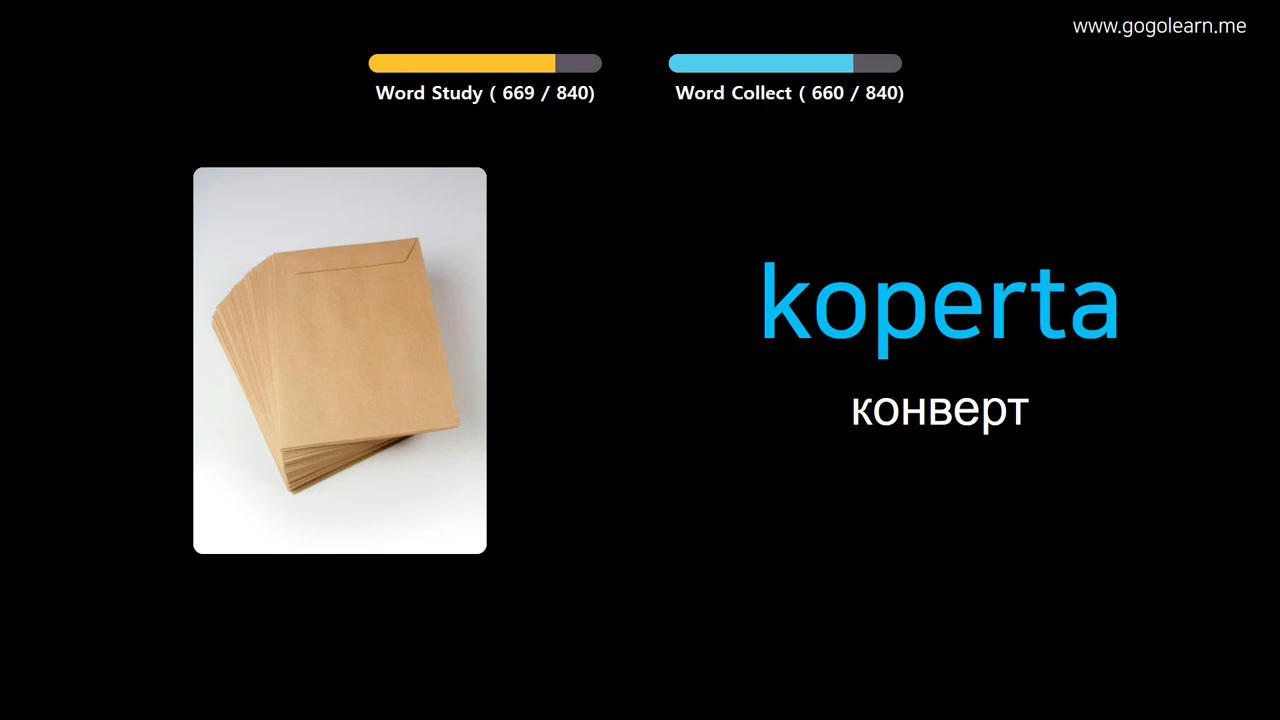 www.gogolearn.me
Word Study ( 669 / 840)
Word Collect ( 660 / 840)
koperta
конверт